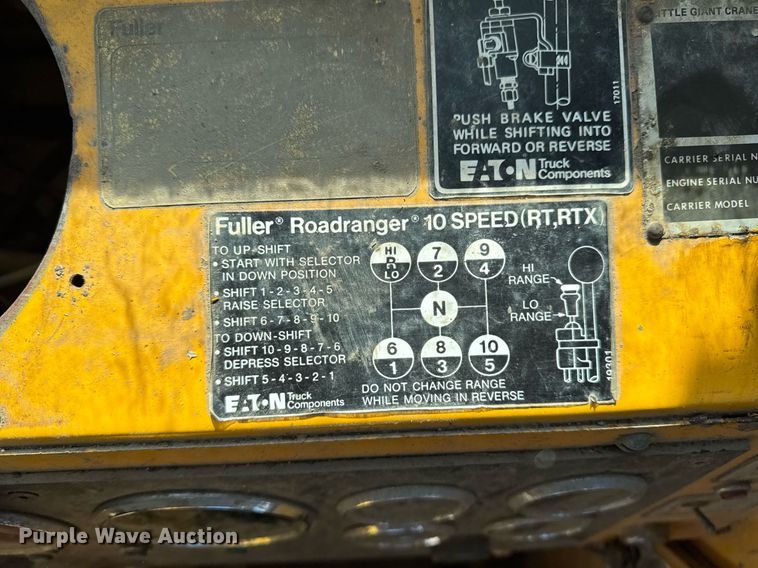 Fuller
PUSH BRAKE VALVE
WHILE SHIFTING INTO
FORWARD OR REVERSE
EATON Truck Components
17011
LITTLE GIANT CRANE
CARRIER SERIAL N
ENGINE SERIAL NU
CARRIER MODEL
Fuller® Roadranger® 10 SPEED (RT,RTX)
TO UP-SHIFT
• START WITH SELECTOR
IN DOWN POSITION
• SHIFT 1-2-3-4-5
RAISE SELECTOR
• SHIFT 6-7-8-9-10
TO DOWN-SHIFT
• SHIFT 10-9-8-7-6
DEPRESS SELECTOR
• SHIFT 5-4-3-2-1
EATON Truck Components
HI
R
LO
7
2
9
4
N
6
1
8
3
10
5
DO NOT CHANGE RANGE
WHILE MOVING IN REVERSE
HI
RANGE
LO
RANGE
19301
Purple Wave Auction